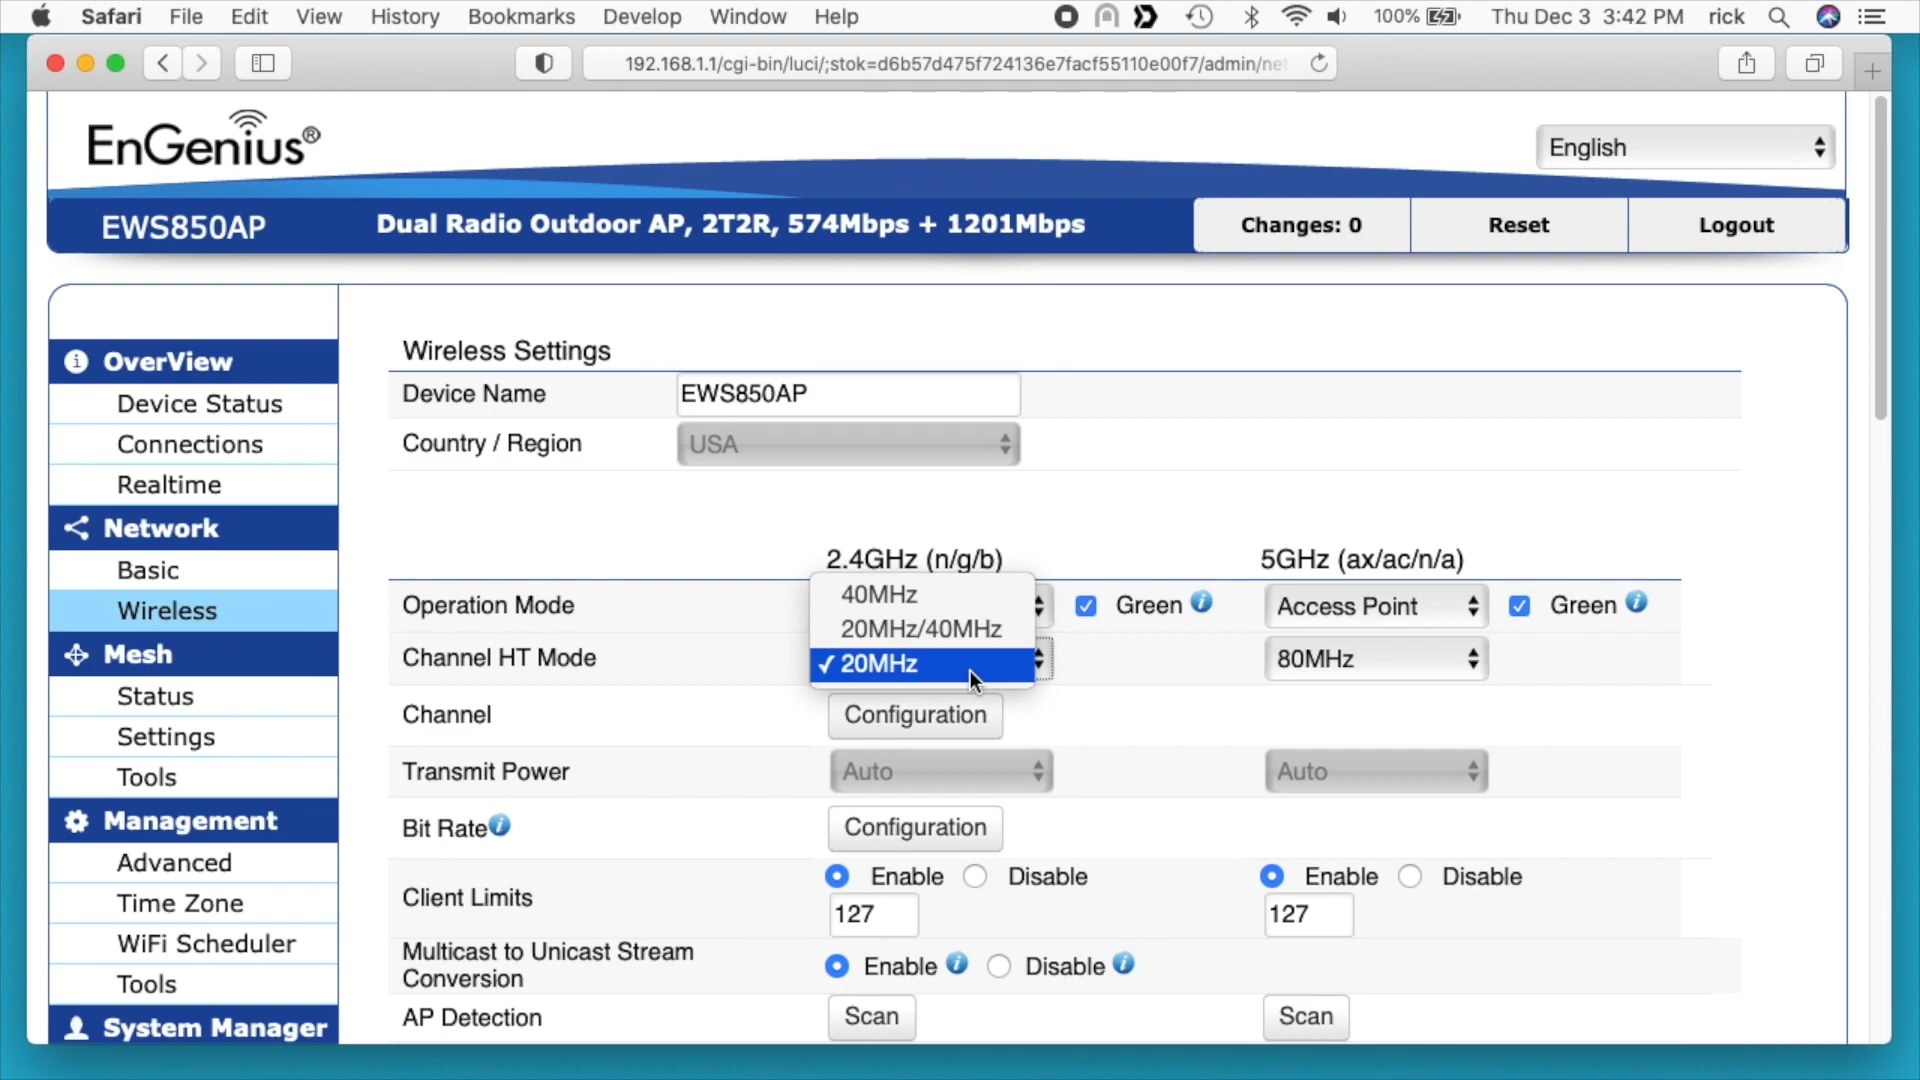 Safari File Edit View History Bookmarks Develop Window Help 100% Thu Dec 3 3:42 PM rick
192.168.1.1/cgi-bin/luci/;stok=d6b57d475f724136e7facf55110e00f7/admin/net
EnGenius®
English
EWS850AP Dual Radio Outdoor AP, 2T2R, 574Mbps + 1201Mbps Changes: 0 Reset Logout
OverView
Device Status
Connections
Realtime
Network
Basic
Wireless
Mesh
Status
Settings
Tools
Management
Advanced
Time Zone
WiFi Scheduler
Tools
System Manager
Wireless Settings
Device Name EWS850AP
Country / Region USA
2.4GHz (n/g/b) 5GHz (ax/ac/n/a)
40MHz
Operation Mode Green Access Point Green
20MHz/40MHz
Channel HT Mode ✓ 20MHz 80MHz
Channel Configuration
Transmit Power Auto Auto
Bit Rate Configuration
Client Limits Enable Disable Enable Disable
127 127
Multicast to Unicast Stream
Conversion Enable Disable
AP Detection Scan Scan